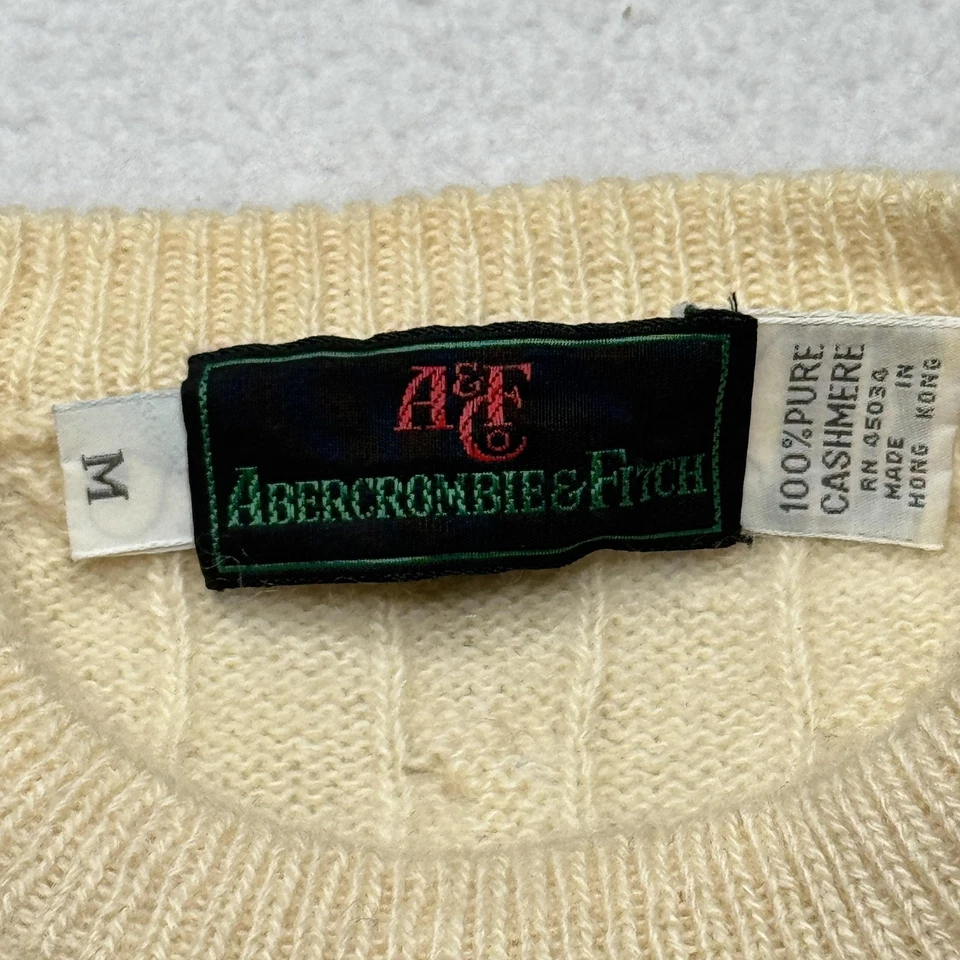 M
A&F
Co
ABERCROMBIE & FITCH
100% PURE
CASHMERE
RN 45034
MADE IN
HONG KONG